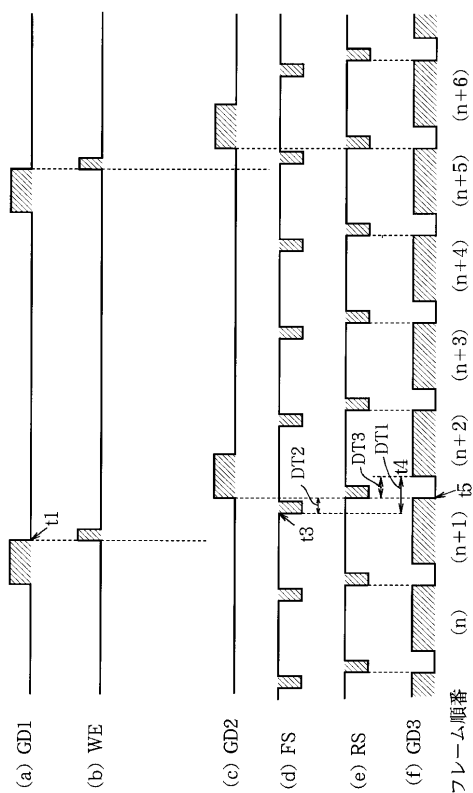 (a) GD1
t1
(b) WE
(c) GD2
(d) FS
t3
DT2
(e) RS
DT3
DT1
t4
(f) GD3
t5
フレーム順番
(n)
(n+1)
(n+2)
(n+3)
(n+4)
(n+5)
(n+6)